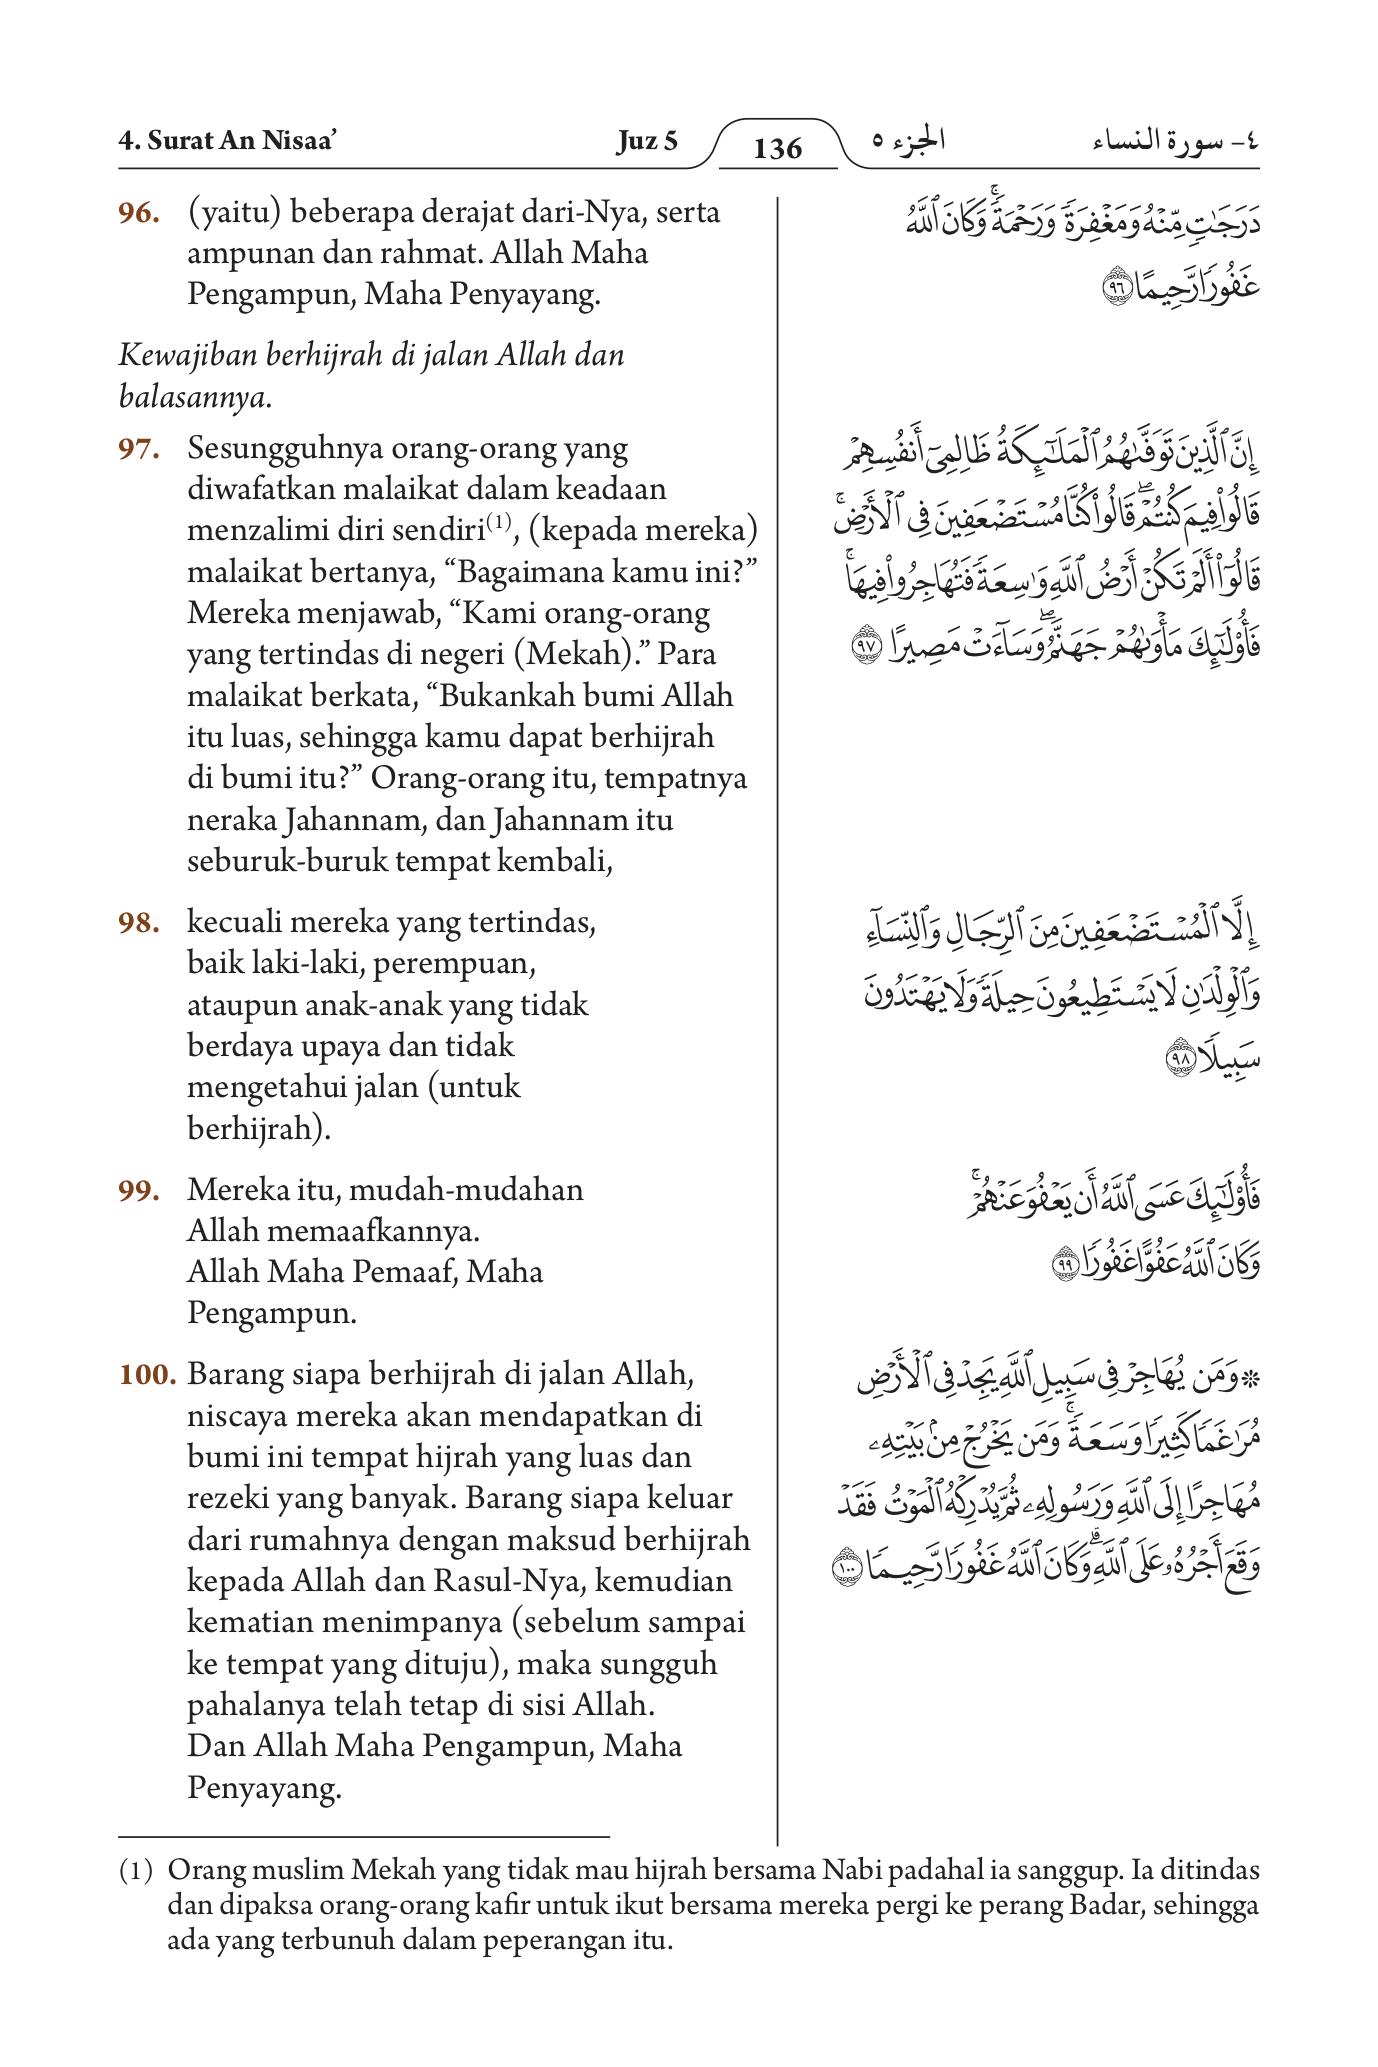 4. Surat An Nisaa’ Juz 5 136 الجزء ٥ ٤- سورة النساء
96. (yaitu) beberapa derajat dari-Nya, serta
ampunan dan rahmat. Allah Maha
Pengampun, Maha Penyayang.
دَرَجَٰتٖ مِّنۡهُ وَمَغۡفِرَةٗ وَرَحۡمَةٗۚ وَكَانَ ٱللَّهُ
غَفُورٗا رَّحِيمًا ٩٦
Kewajiban berhijrah di jalan Allah dan
balasannya.
97. Sesungguhnya orang-orang yang
diwafatkan malaikat dalam keadaan
menzalimi diri sendiri(1), (kepada mereka)
malaikat bertanya, “Bagaimana kamu ini?”
Mereka menjawab, “Kami orang-orang
yang tertindas di negeri (Mekah).” Para
malaikat berkata, “Bukankah bumi Allah
itu luas, sehingga kamu dapat berhijrah
di bumi itu?” Orang-orang itu, tempatnya
neraka Jahannam, dan Jahannam itu
seburuk-buruk tempat kembali,
إِنَّ ٱلَّذِينَ تَوَفَّىٰهُمُ ٱلۡمَلَٰٓئِكَةُ ظَالِمِيٓ أَنفُسِهِمۡ
قَالُواْ فِيمَ كُنتُمۡۖ قَالُواْ كُنَّا مُسۡتَضۡعَفِينَ فِي ٱلۡأَرۡضِۚ
قَالُوٓاْ أَلَمۡ تَكُنۡ أَرۡضُ ٱللَّهِ وَٰسِعَةٗ فَتُهَاجِرُواْ فِيهَاۚ
فَأُوْلَٰٓئِكَ مَأۡوَىٰهُمۡ جَهَنَّمُۖ وَسَآءَتۡ مَصِيرًا ٩٧
98. kecuali mereka yang tertindas,
baik laki-laki, perempuan,
ataupun anak-anak yang tidak
berdaya upaya dan tidak
mengetahui jalan (untuk
berhijrah).
إِلَّا ٱلۡمُسۡتَضۡعَفِينَ مِنَ ٱلرِّجَالِ وَٱلنِّسَآءِ
وَٱلۡوِلۡدَٰنِ لَا يَسۡتَطِيعُونَ حِيلَةٗ وَلَا يَهۡتَدُونَ
سَبِيلٗا ٩٨
99. Mereka itu, mudah-mudahan
Allah memaafkannya.
Allah Maha Pemaaf, Maha
Pengampun.
فَأُوْلَٰٓئِكَ عَسَى ٱللَّهُ أَن يَعۡفُوَ عَنۡهُمۡۚ
وَكَانَ ٱللَّهُ عَفُوًّا غَفُورٗا ٩٩
100. Barang siapa berhijrah di jalan Allah,
niscaya mereka akan mendapatkan di
bumi ini tempat hijrah yang luas dan
rezeki yang banyak. Barang siapa keluar
dari rumahnya dengan maksud berhijrah
kepada Allah dan Rasul-Nya, kemudian
kematian menimpanya (sebelum sampai
ke tempat yang dituju), maka sungguh
pahalanya telah tetap di sisi Allah.
Dan Allah Maha Pengampun, Maha
Penyayang.
۞وَمَن يُهَاجِرۡ فِي سَبِيلِ ٱللَّهِ يَجِدۡ فِي ٱلۡأَرۡضِ
مُرَٰغَمٗا كَثِيرٗا وَسَعَةٗۚ وَمَن يَخۡرُجۡ مِنۢ بَيۡتِهِۦ
مُهَاجِرًا إِلَى ٱللَّهِ وَرَسُولِهِۦ ثُمَّ يُدۡرِكۡهُ ٱلۡمَوۡتُ فَقَدۡ
وَقَعَ أَجۡرُهُۥ عَلَى ٱللَّهِۗ وَكَانَ ٱللَّهُ غَفُورٗا رَّحِيمٗا ١٠٠
(1) Orang muslim Mekah yang tidak mau hijrah bersama Nabi padahal ia sanggup. Ia ditindas
dan dipaksa orang-orang kafir untuk ikut bersama mereka pergi ke perang Badar, sehingga
ada yang terbunuh dalam peperangan itu.